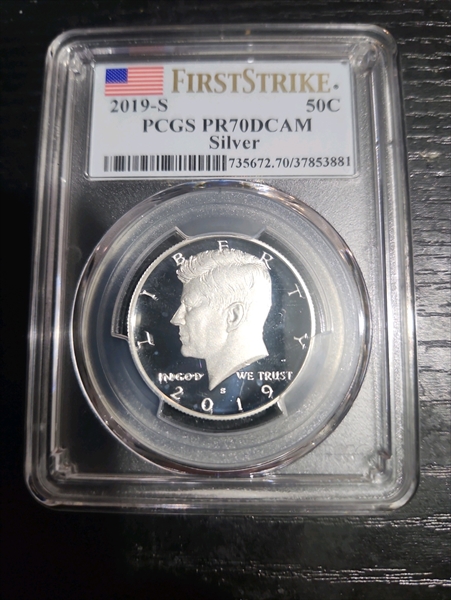 FIRSTSTRIKE®
2019-S 50C
PCGS PR70DCAM
Silver
735672.70/37853881
LIBERTY
IN GOD WE TRUST
S
2019